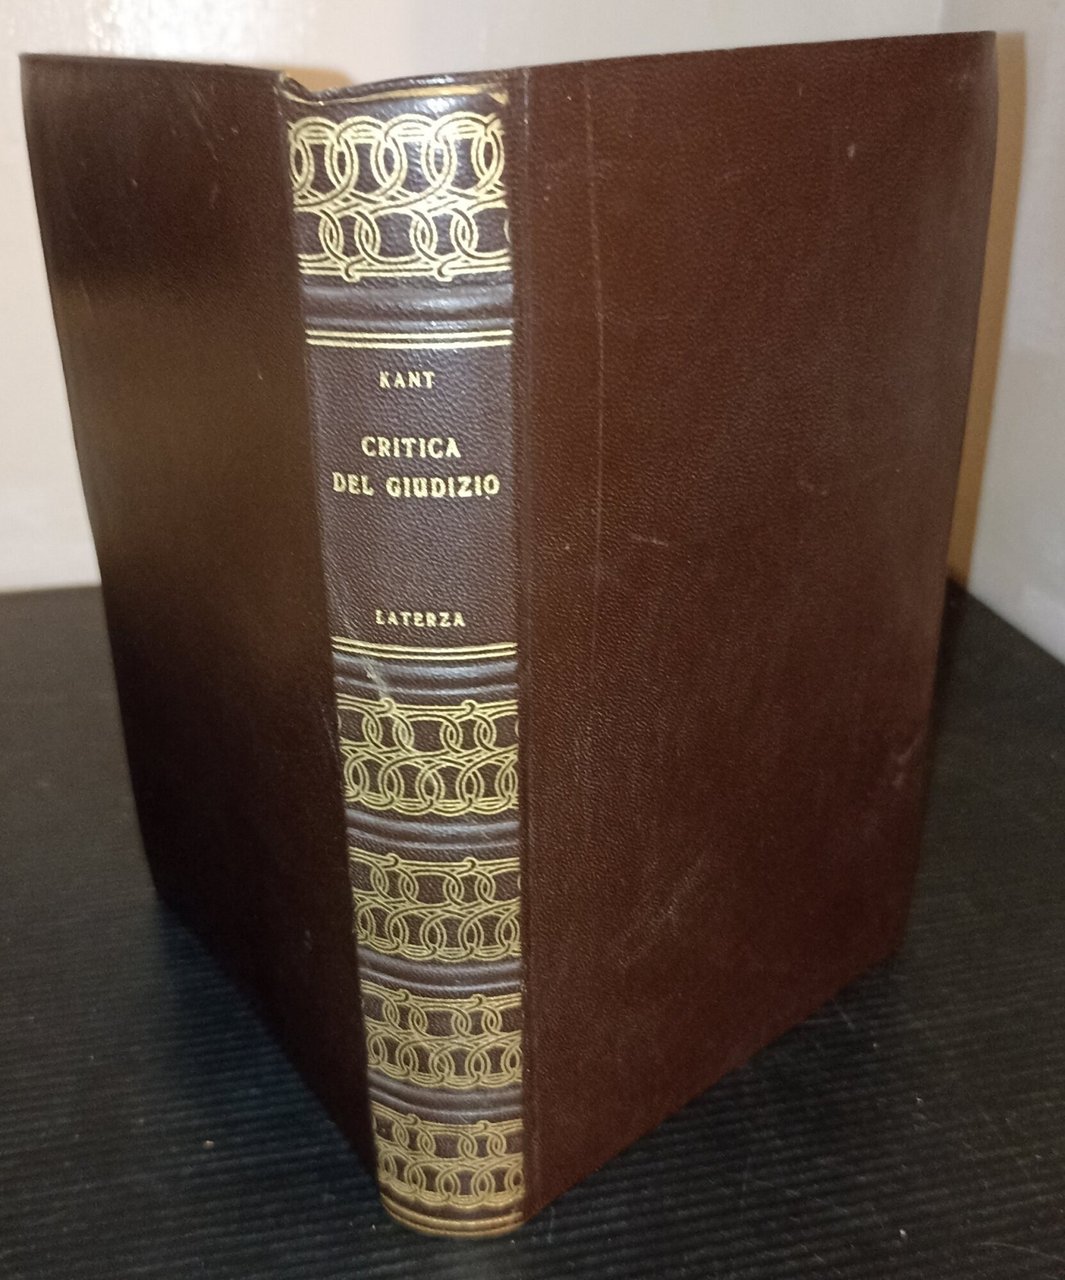 KANT
CRITICA
DEL GIUDIZIO
LATERZA